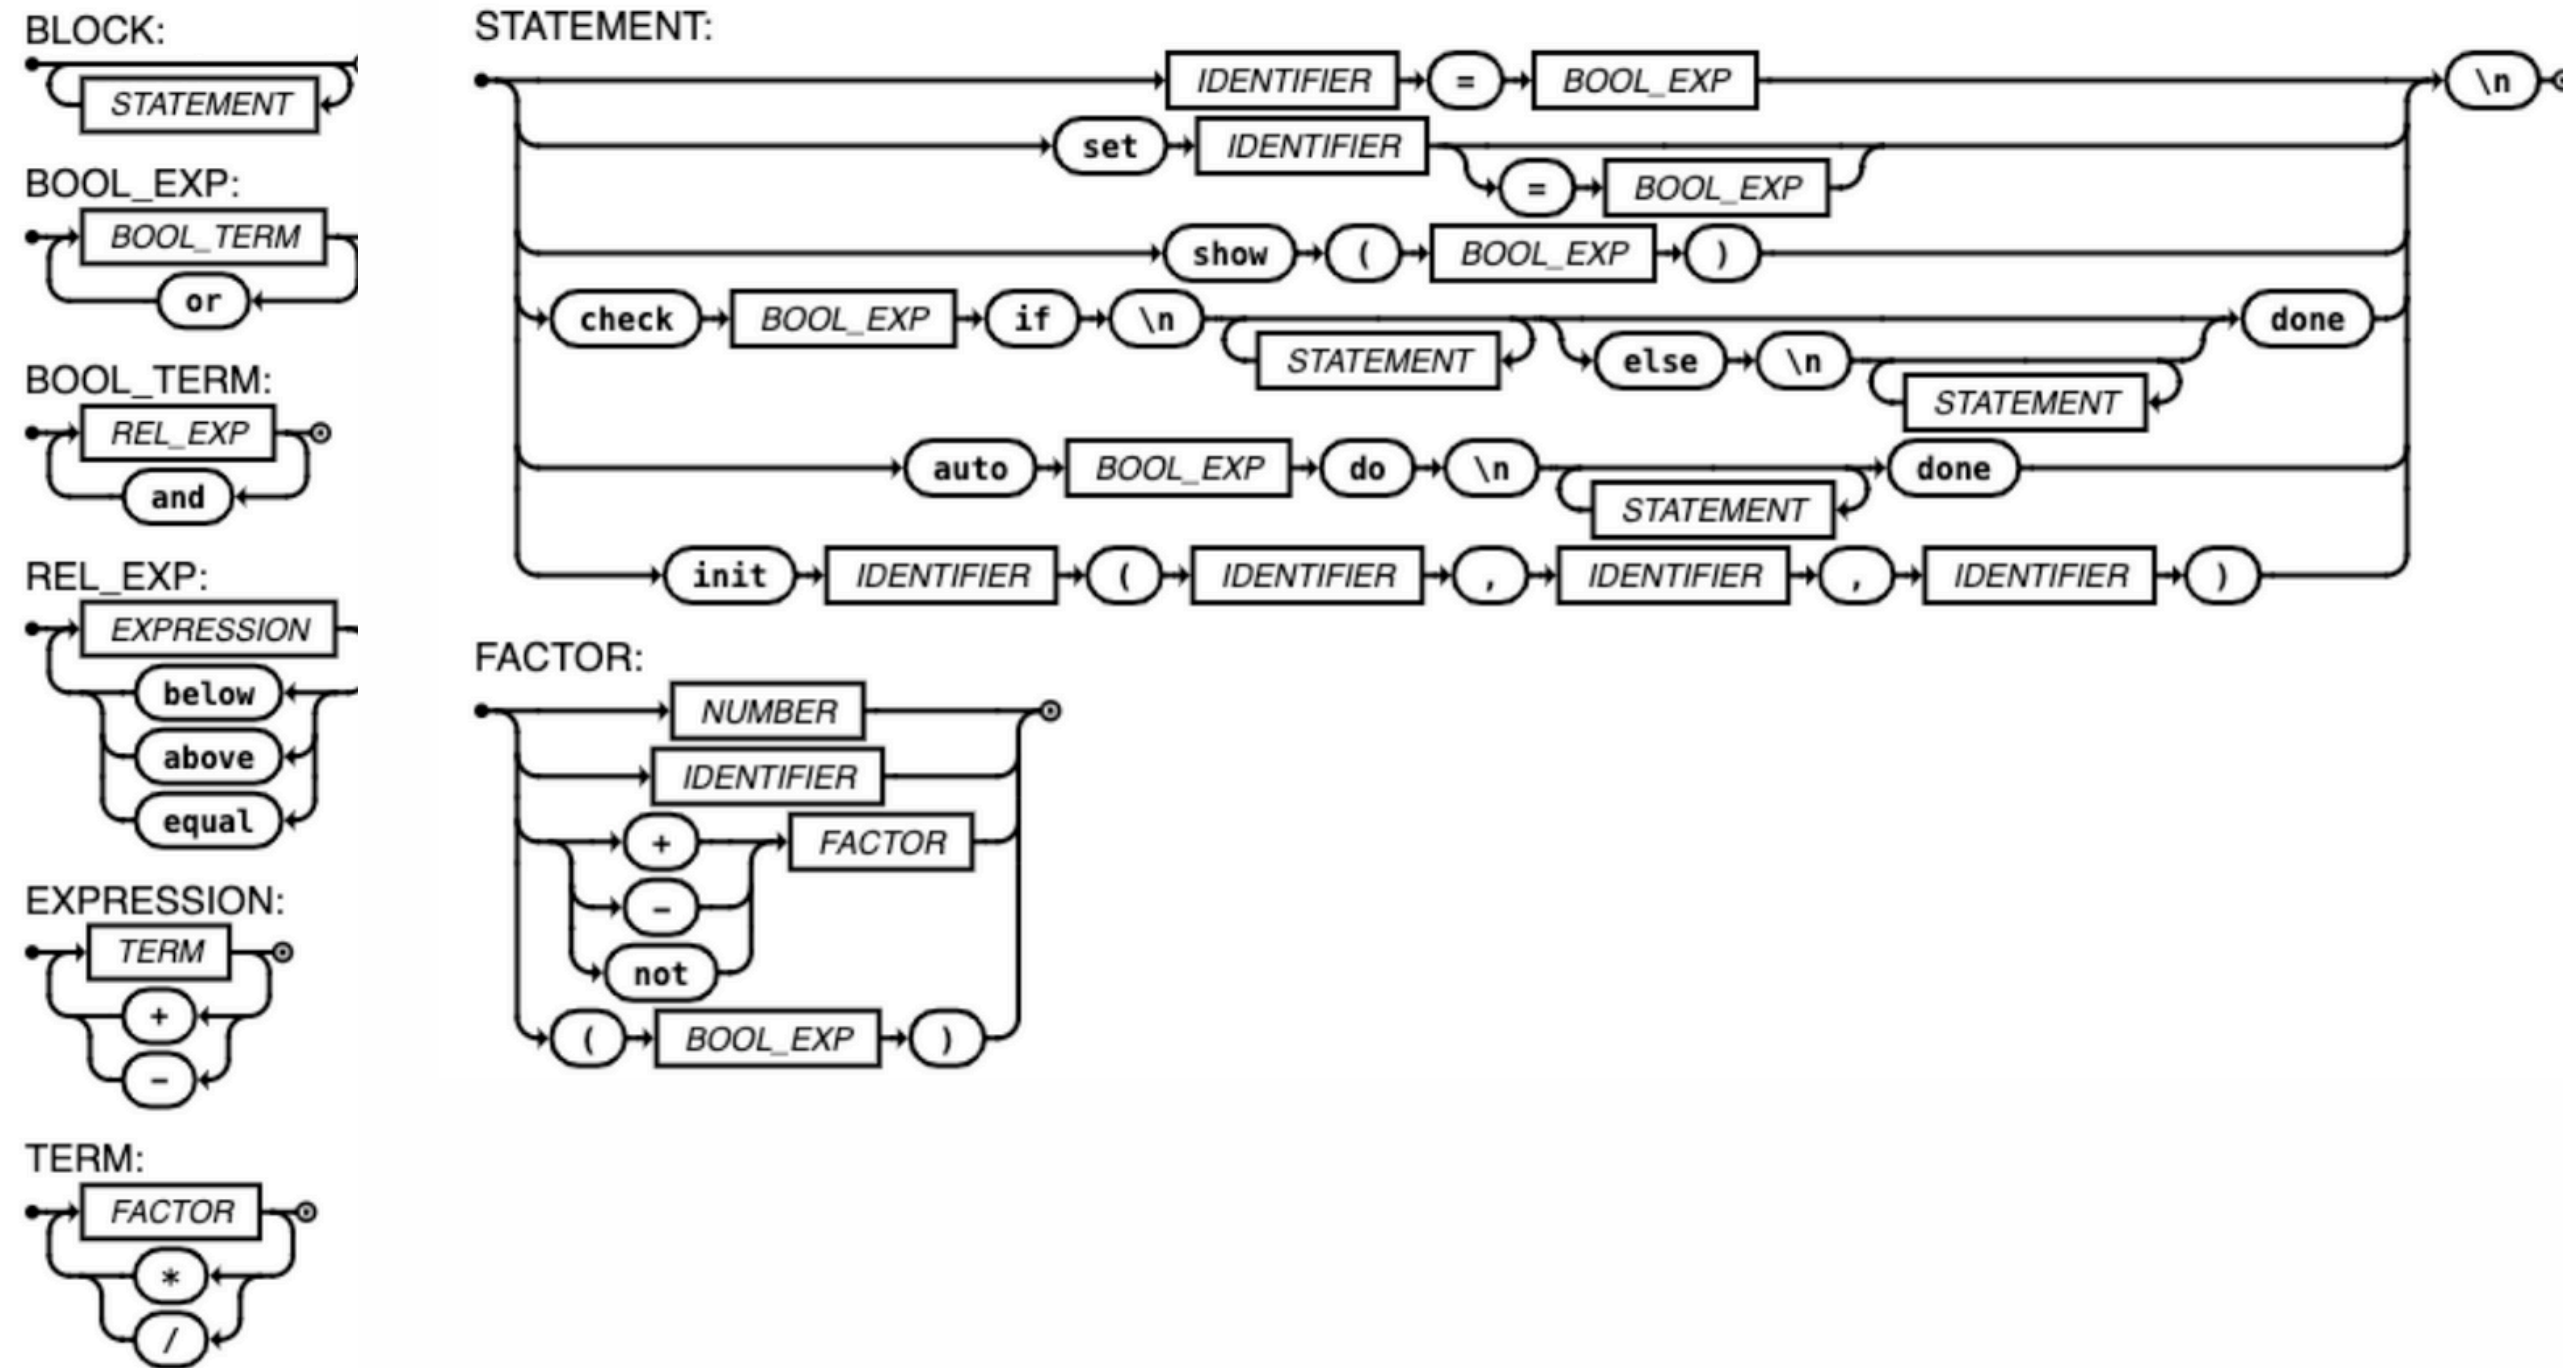 BLOCK:
STATEMENT
BOOL_EXP:
BOOL_TERM
or
BOOL_TERM:
REL_EXP
and
REL_EXP:
EXPRESSION
below
above
equal
EXPRESSION:
TERM
+
-
TERM:
FACTOR
*
/
STATEMENT:
IDENTIFIER = BOOL_EXP \n
set IDENTIFIER
= BOOL_EXP
show ( BOOL_EXP )
check BOOL_EXP if \n done
STATEMENT else \n
STATEMENT
auto BOOL_EXP do \n done
STATEMENT
init IDENTIFIER ( IDENTIFIER , IDENTIFIER , IDENTIFIER )
FACTOR:
NUMBER
IDENTIFIER
+ FACTOR
-
not
( BOOL_EXP )